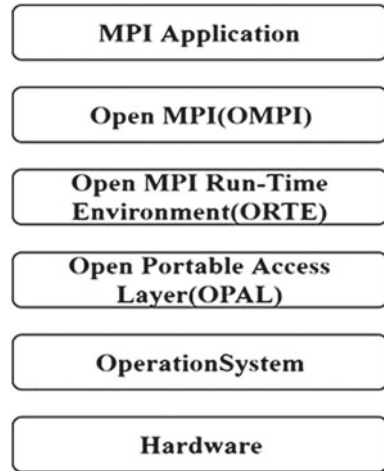 MPI Application
Open MPI(OMPI)
Open MPI Run-Time
Environment(ORTE)
Open Portable Access
Layer(OPAL)
OperationSystem
Hardware